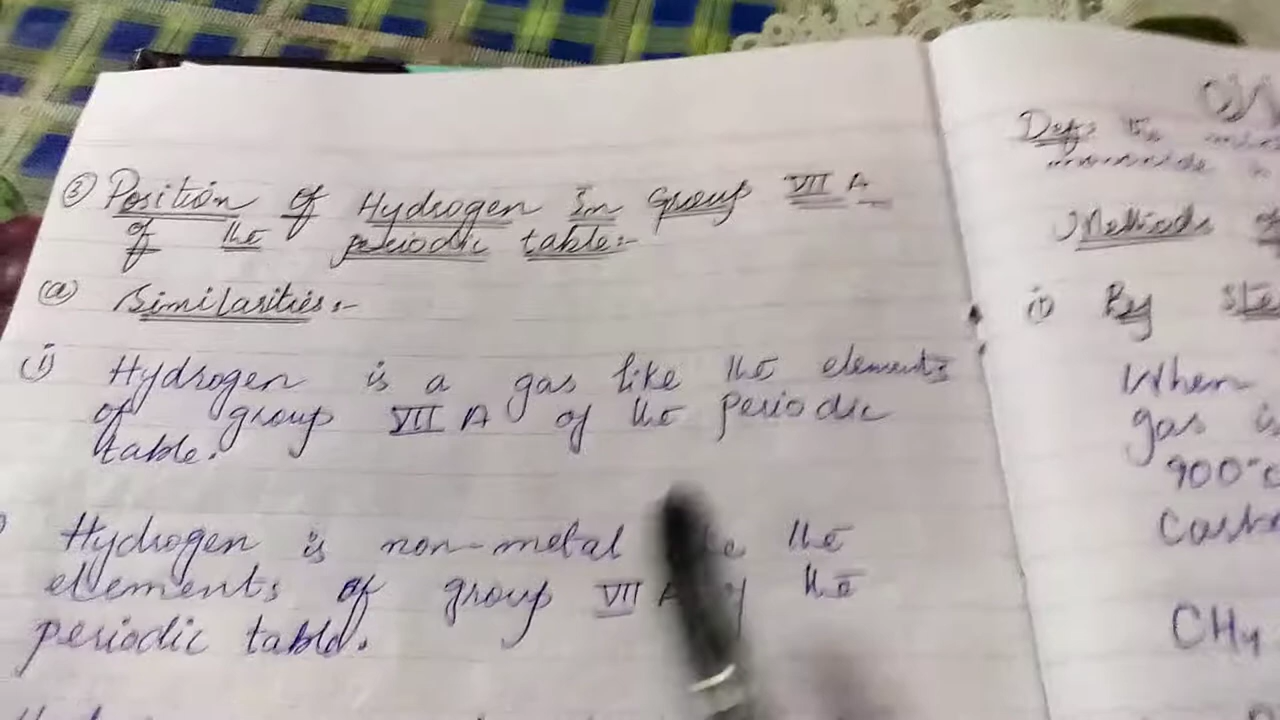 ③ Position of Hydrogen In Group VII A
of the periodic table:-
(a) Similarities:-
(i) Hydrogen is a gas like the elements
of group VII A of the periodic
table.
Hydrogen is non-metal the
elements of group VII A the
periodic table.
Def:
Methods
(i) By
When
gas is
900°C
CH4